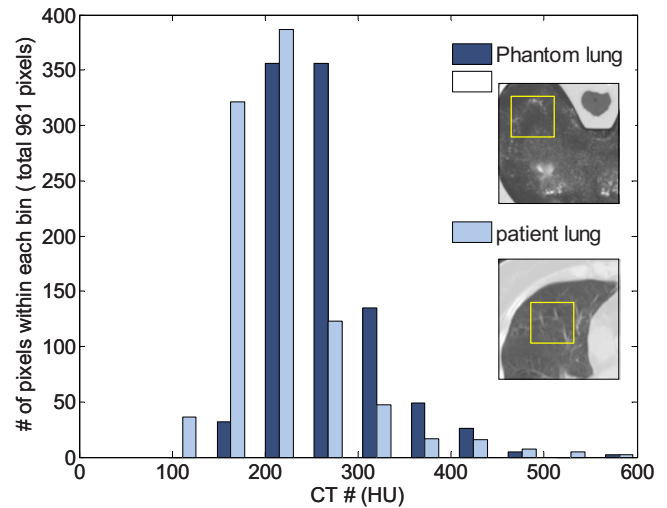 400
350
300
250
200
150
100
50
0
# of pixels within each bin ( total 961 pixels)
Phantom lung
patient lung
0 100 200 300 400 500 600
CT # (HU)